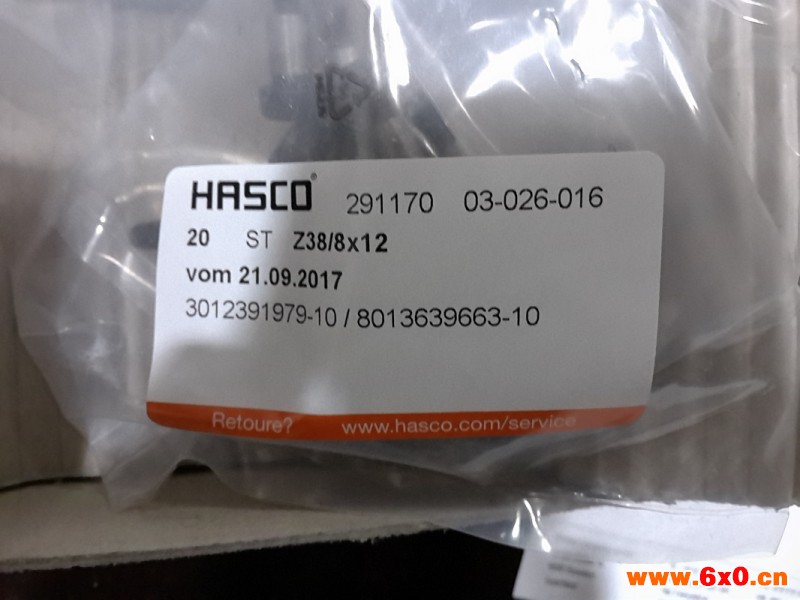 HASCO® 291170 03-026-016
20 ST Z38/8x12
vom 21.09.2017
3012391979-10 / 8013639663-10
Retoure? www.hasco.com/service
www.6x0.cn